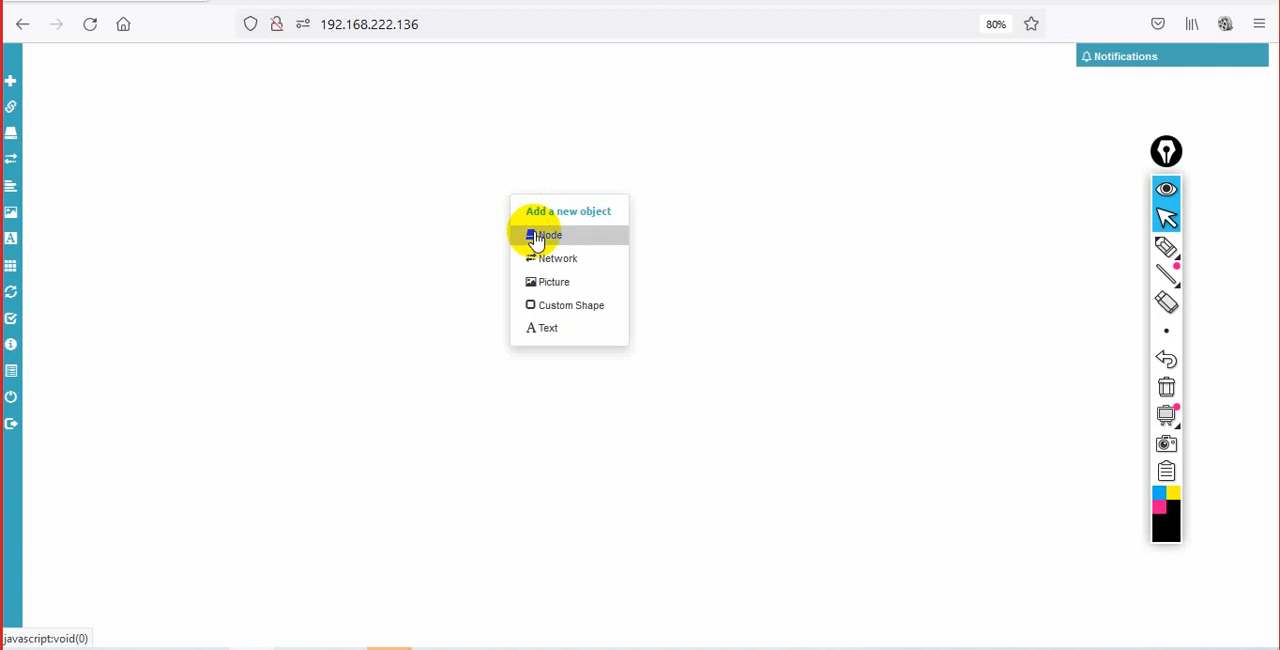 192.168.222.136
80%
Notifications
Add a new object
Node
Network
Picture
Custom Shape
A Text
javascript:void(0)